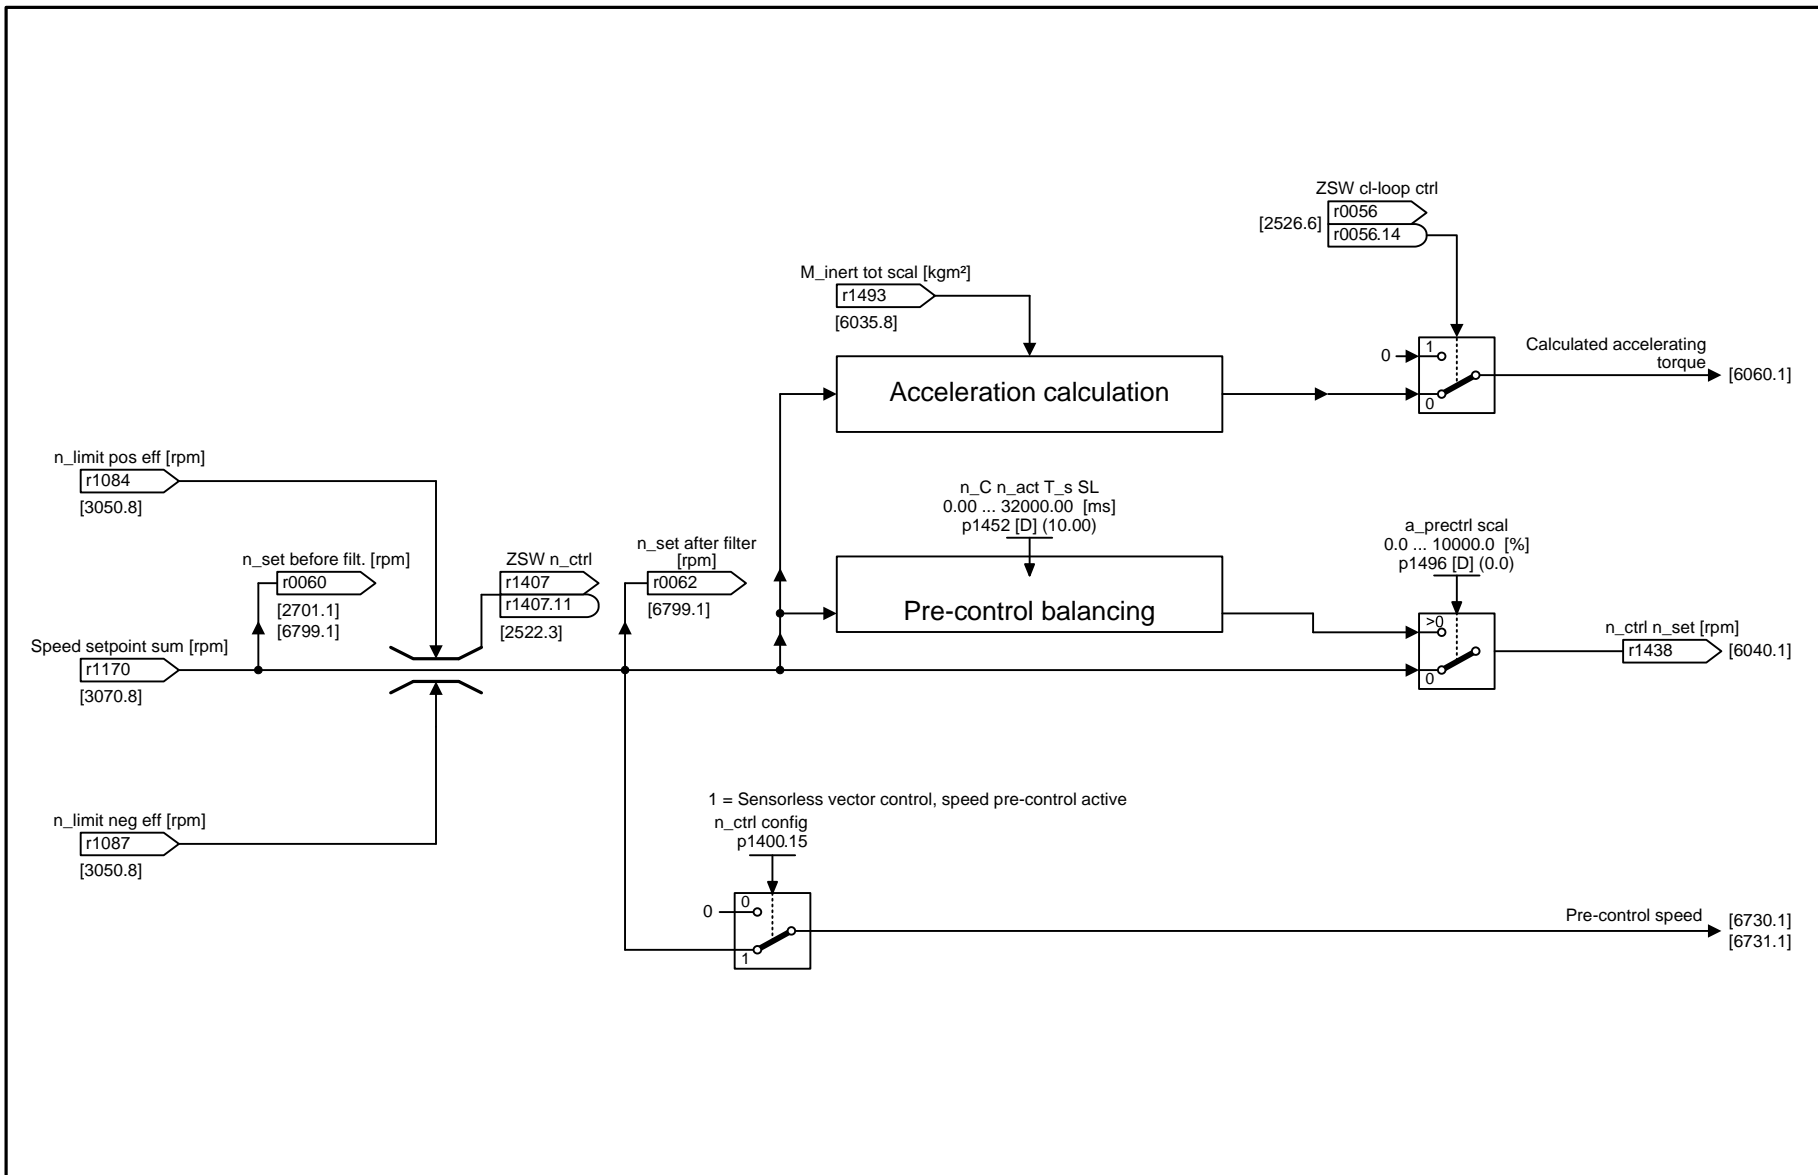 ZSW cl-loop ctrl
r0056
[2526.6]
r0056.14
M_inert tot scal [kgm²]
r1493
[6035.8]
Acceleration calculation
0
1
0
Calculated accelerating
torque
[6060.1]
n_limit pos eff [rpm]
r1084
[3050.8]
n_set before filt. [rpm]
r0060
[2701.1]
[6799.1]
ZSW n_ctrl
r1407
r1407.11
[2522.3]
n_set after filter
[rpm]
r0062
[6799.1]
n_C n_act T_s SL
0.00 ... 32000.00 [ms]
p1452 [D] (10.00)
Pre-control balancing
a_prectrl scal
0.0 ... 10000.0 [%]
p1496 [D] (0.0)
>0
0
n_ctrl n_set [rpm]
r1438
[6040.1]
Speed setpoint sum [rpm]
r1170
[3070.8]
n_limit neg eff [rpm]
r1087
[3050.8]
1 = Sensorless vector control, speed pre-control active
n_ctrl config
p1400.15
0
0
1
Pre-control speed
[6730.1]
[6731.1]